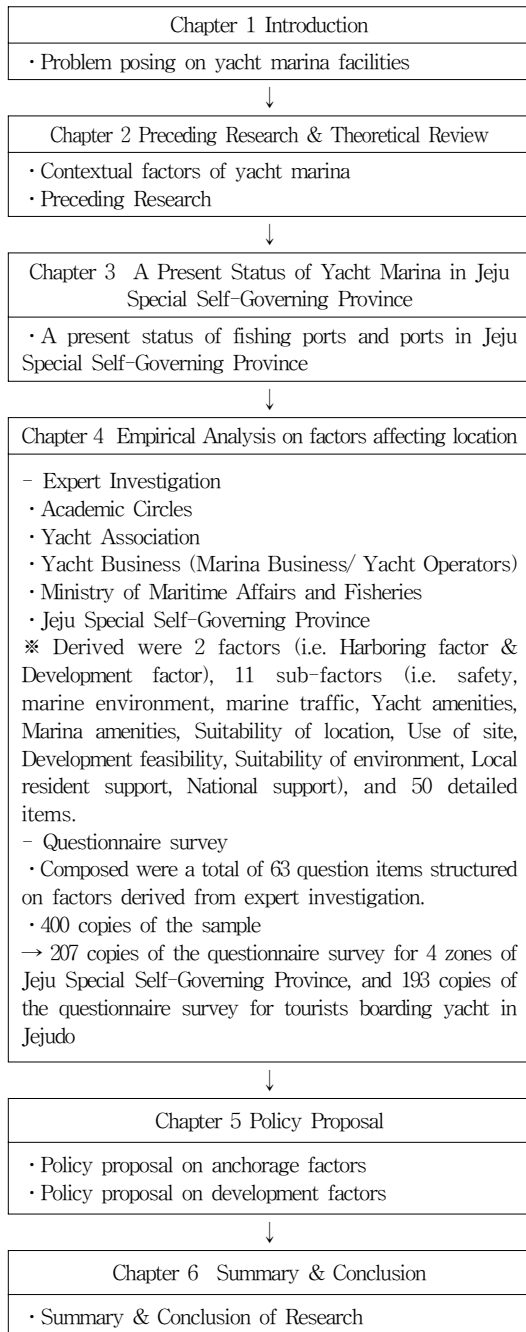 Chapter 1 Introduction
・Problem posing on yacht marina facilities
↓
Chapter 2 Preceding Research & Theoretical Review
・Contextual factors of yacht marina
・Preceding Research
↓
Chapter 3 A Present Status of Yacht Marina in Jeju
Special Self-Governing Province
・A present status of fishing ports and ports in Jeju
Special Self-Governing Province
↓
Chapter 4 Empirical Analysis on factors affecting location
- Expert Investigation
・Academic Circles
・Yacht Association
・Yacht Business (Marina Business/ Yacht Operators)
・Ministry of Maritime Affairs and Fisheries
・Jeju Special Self-Governing Province
※ Derived were 2 factors (i.e. Harboring factor &
Development factor), 11 sub-factors (i.e. safety,
marine environment, marine traffic, Yacht amenities,
Marina amenities, Suitability of location, Use of site,
Development feasibility, Suitability of environment, Local
resident support, National support), and 50 detailed
items.
- Questionnaire survey
・Composed were a total of 63 question items structured
on factors derived from expert investigation.
・400 copies of the sample
→ 207 copies of the questionnaire survey for 4 zones of
Jeju Special Self-Governing Province, and 193 copies of
the questionnaire survey for tourists boarding yacht in
Jejudo
↓
Chapter 5 Policy Proposal
・Policy proposal on anchorage factors
・Policy proposal on development factors
↓
Chapter 6 Summary & Conclusion
・Summary & Conclusion of Research